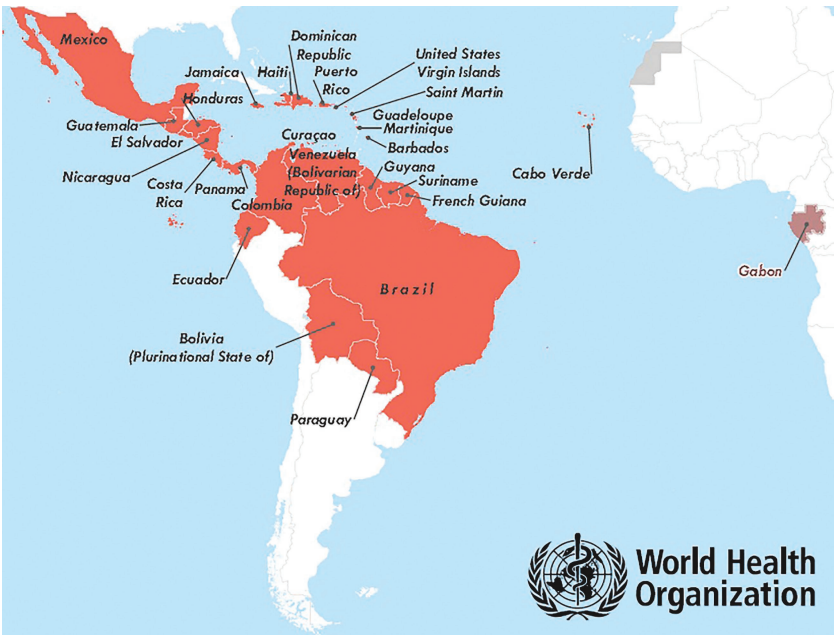 Mexico
Dominican
Republic
Jamaica
Haiti
Puerto
Rico
United States
Virgin Islands
Saint Martin
Honduras
Guadeloupe
Guatemala
Martinique
El Salvador
Curaçao
Barbados
Venezuela
(Bolivarian
Republic of)
Guyana
Nicaragua
Costa
Rica
Panama
Suriname
Cabo Verde
Colombia
French Guiana
Ecuador
Gabon
Brazil
Bolivia
(Plurinational State of)
Paraguay
World Health
Organization